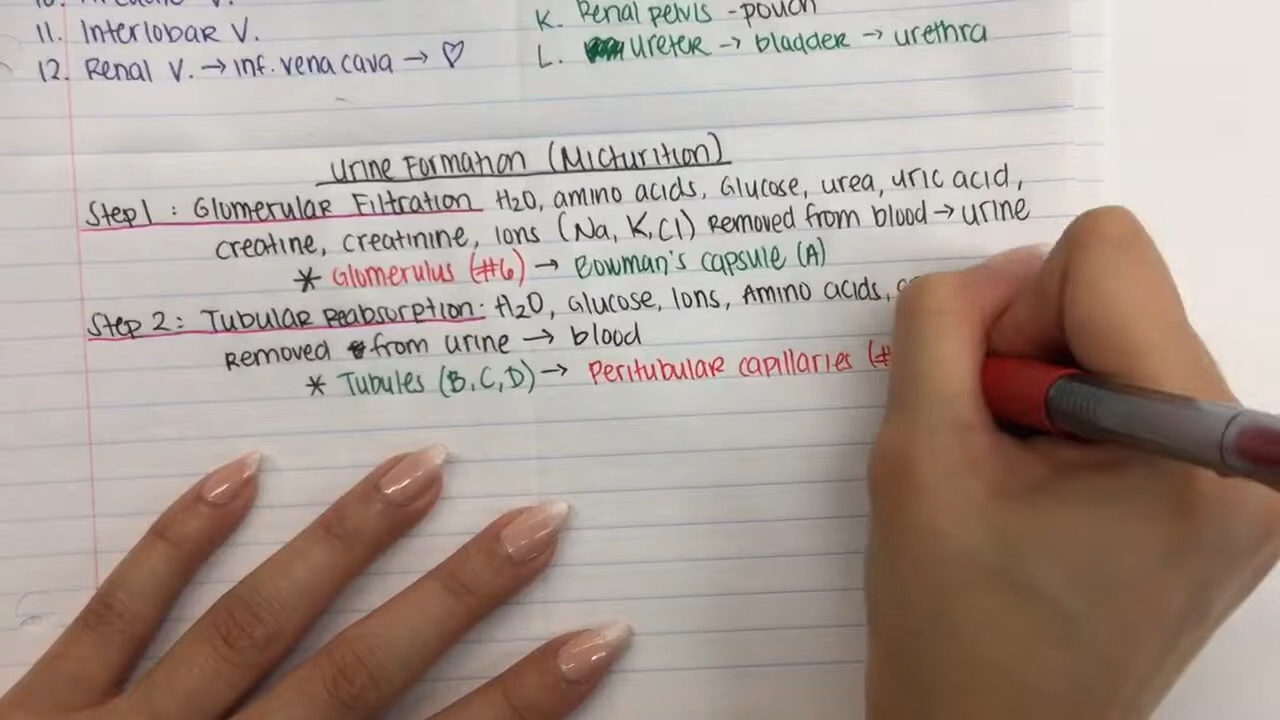 11. Interlobar V.
12. Renal V. → inf. vena cava → ♡
K. Renal pelvis - pouch
L. ureter → bladder → urethra
Urine Formation (Micturition)
Step 1: Glomerular Filtration H₂O, amino acids, Glucose, urea, uric acid,
creatine, creatinine, Ions (Na, K, Cl) Removed from blood → urine
* Glomerulus (#6) → Bowman's capsule (A)
Step 2: Tubular Reabsorption: H₂O, Glucose, Ions, Amino acids,
Removed from urine → blood
* Tubules (B, C, D) → Peritubular capillaries (#